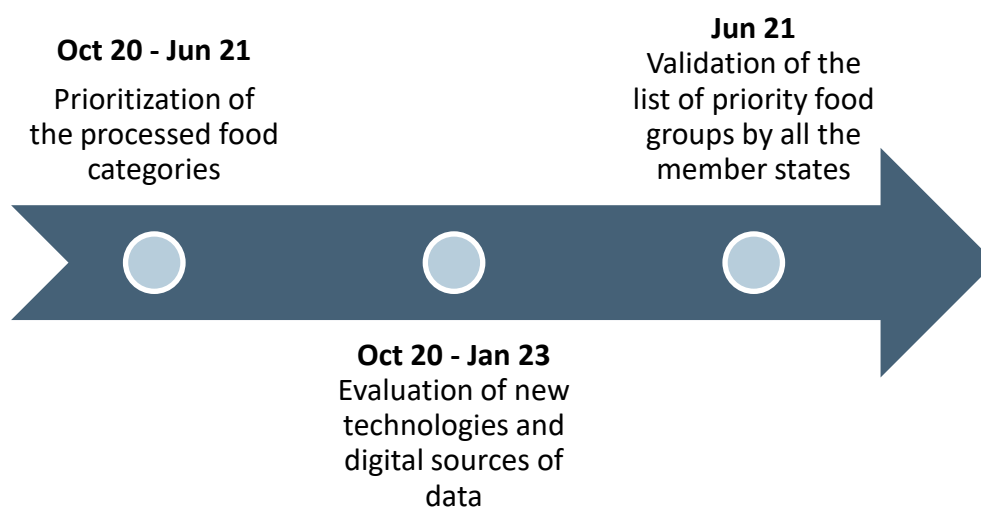 Oct 20 - Jun 21
Prioritization of
the processed food
categories
Oct 20 - Jan 23
Evaluation of new
technologies and
digital sources of
data
Jun 21
Validation of the
list of priority food
groups by all the
member states